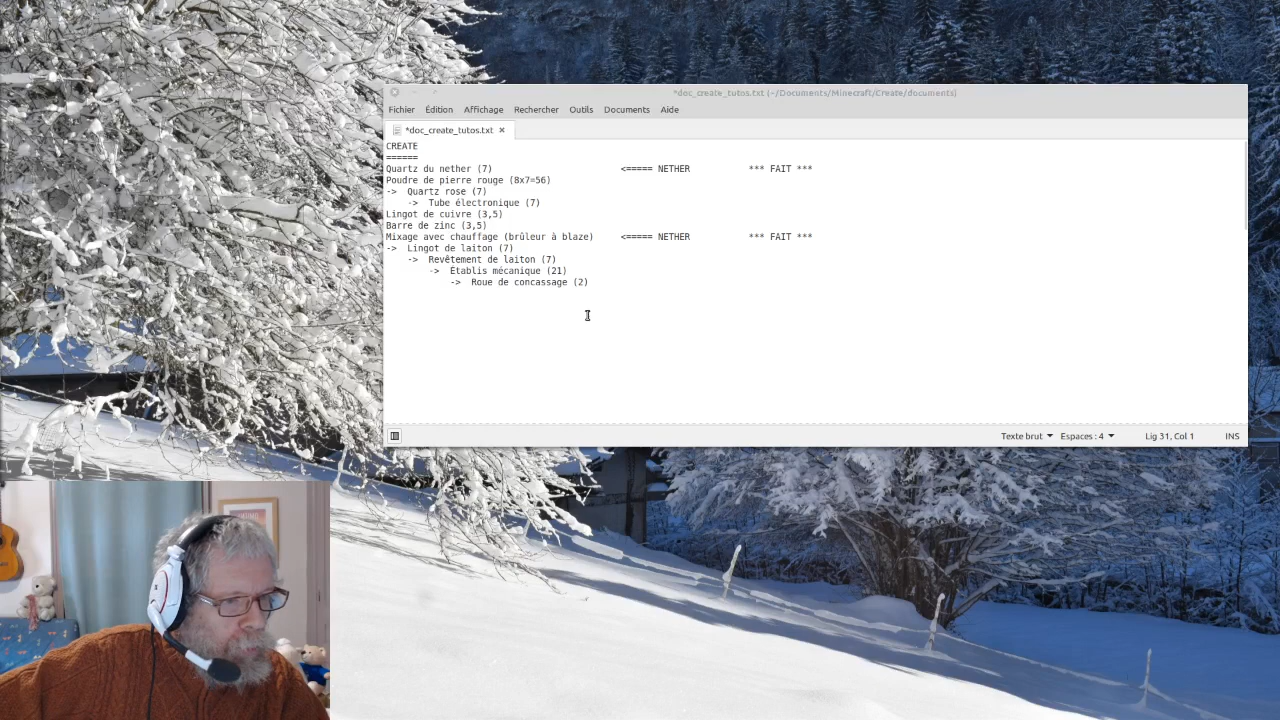 *doc_create_tutos.txt (~/Documents/Minecraft/Create/documents)
Fichier Édition Affichage Rechercher Outils Documents Aide
*doc_create_tutos.txt ×
CREATE
======
Quartz du nether (7) <===== NETHER *** FAIT ***
Poudre de pierre rouge (8x7=56)
-> Quartz rose (7)
-> Tube électronique (7)
Lingot de cuivre (3,5)
Barre de zinc (3,5)
Mixage avec chauffage (brûleur à blaze) <===== NETHER *** FAIT ***
-> Lingot de laiton (7)
-> Revêtement de laiton (7)
-> Établis mécanique (21)
-> Roue de concassage (2)
Texte brut Espaces : 4 Lig 31, Col 1 INS